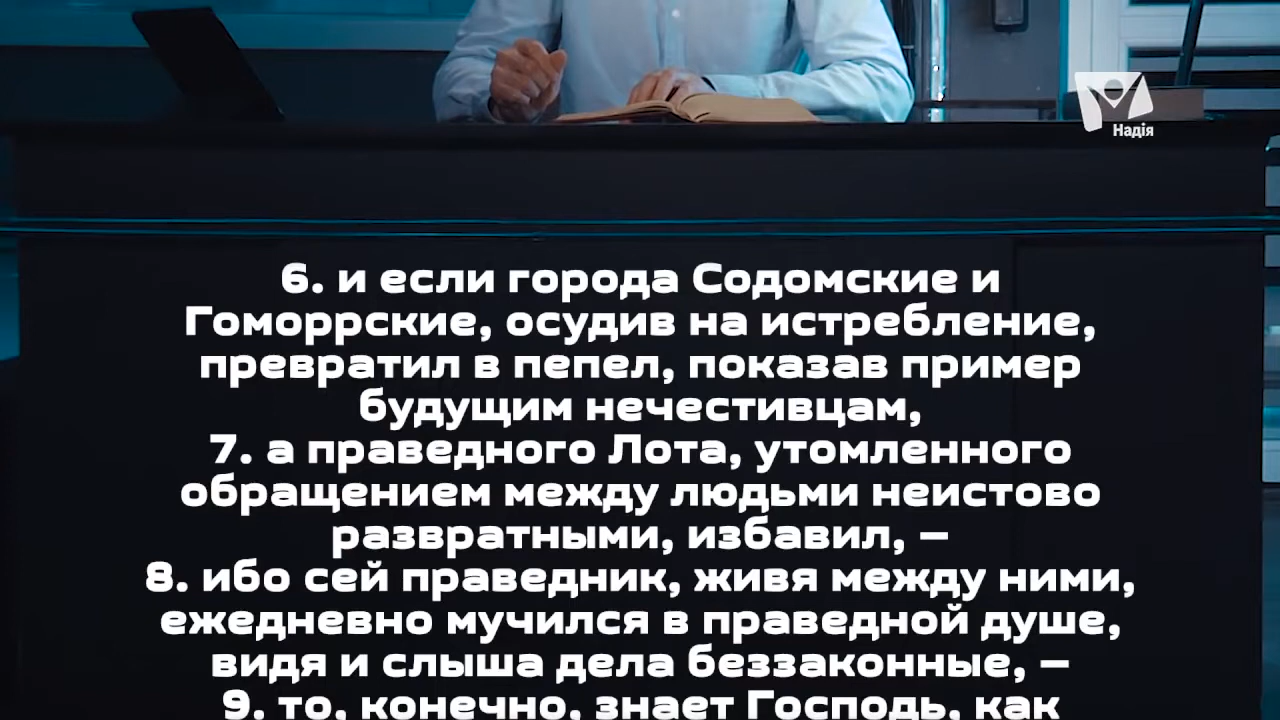 Надія
6. и если города Содомские и
Гоморрские, осудив на истребление,
превратил в пепел, показав пример
будущим нечестивцам,
7. а праведного Лота, утомленного
обращением между людьми неистово
развратными, избавил, –
8. ибо сей праведник, живя между ними,
ежедневно мучился в праведной душе,
видя и слыша дела беззаконные, –
9. то, конечно, знает Господь, как